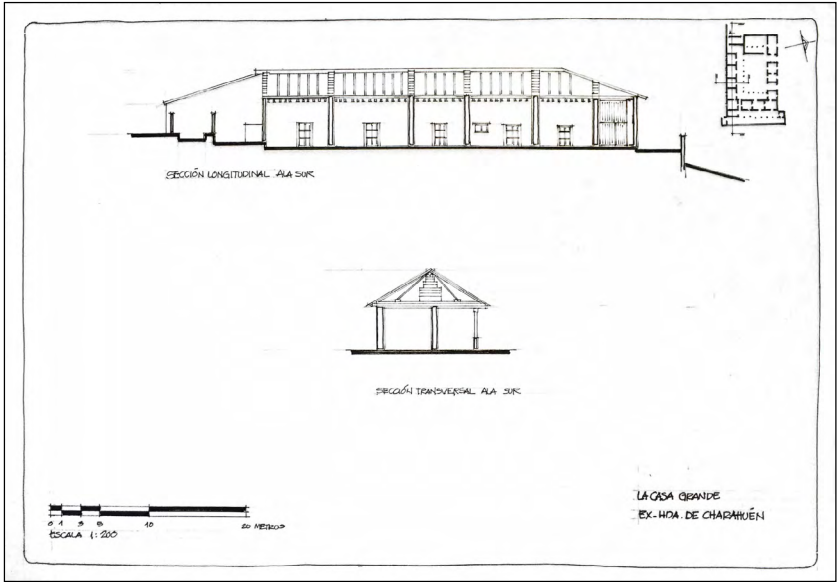 SECCIÓN LONGITUDINAL ALA SUR
SECCIÓN TRANSVERSAL ALA SUR
0 1 3 5 10 20 METROS
ESCALA 1:200
LA CASA GRANDE
EX-HDA. DE CHARAHUÉN